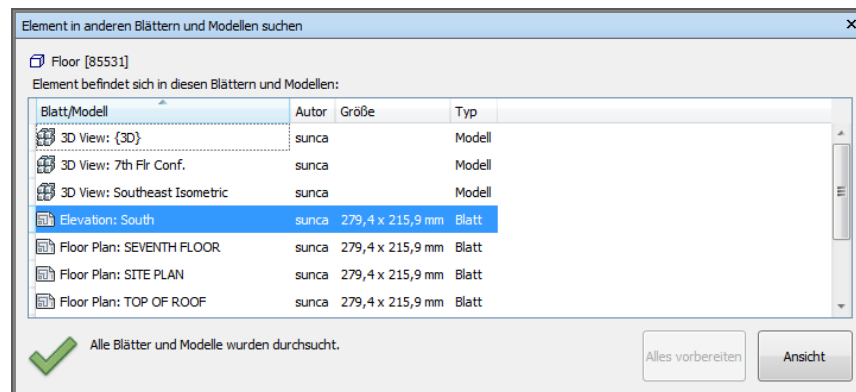 Element in anderen Blättern und Modellen suchen
Floor [85531]
Element befindet sich in diesen Blättern und Modellen:
Blatt/Modell Autor Größe Typ
3D View: {3D} sunca Modell
3D View: 7th Flr Conf. sunca Modell
3D View: Southeast Isometric sunca Modell
Elevation: South sunca 279,4 x 215,9 mm Blatt
Floor Plan: SEVENTH FLOOR sunca 279,4 x 215,9 mm Blatt
Floor Plan: SITE PLAN sunca 279,4 x 215,9 mm Blatt
Floor Plan: TOP OF ROOF sunca 279,4 x 215,9 mm Blatt
Alle Blätter und Modelle wurden durchsucht.
Alles vorbereiten Ansicht